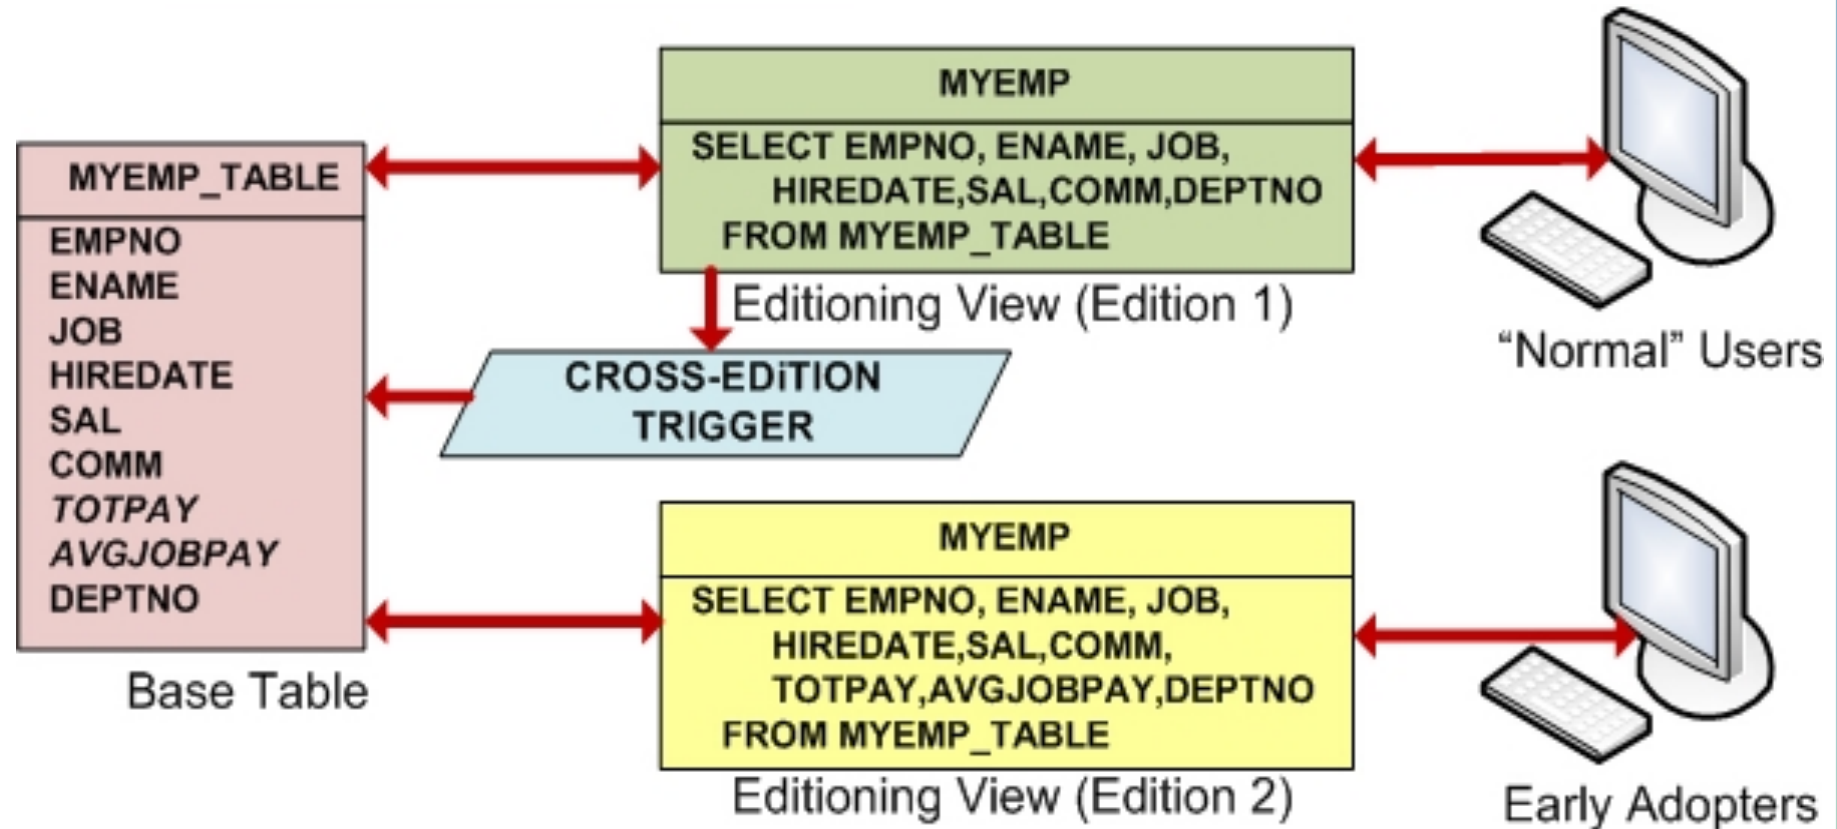 MYEMP_TABLE
EMPNO
ENAME
JOB
HIREDATE
SAL
COMM
TOTPAY
AVGJOBPAY
DEPTNO
Base Table
MYEMP
SELECT EMPNO, ENAME, JOB,
HIREDATE,SAL,COMM,DEPTNO
FROM MYEMP_TABLE
Editioning View (Edition 1)
"Normal" Users
CROSS-EDiTION
TRIGGER
MYEMP
SELECT EMPNO, ENAME, JOB,
HIREDATE,SAL,COMM,
TOTPAY,AVGJOBPAY,DEPTNO
FROM MYEMP_TABLE
Editioning View (Edition 2)
Early Adopters